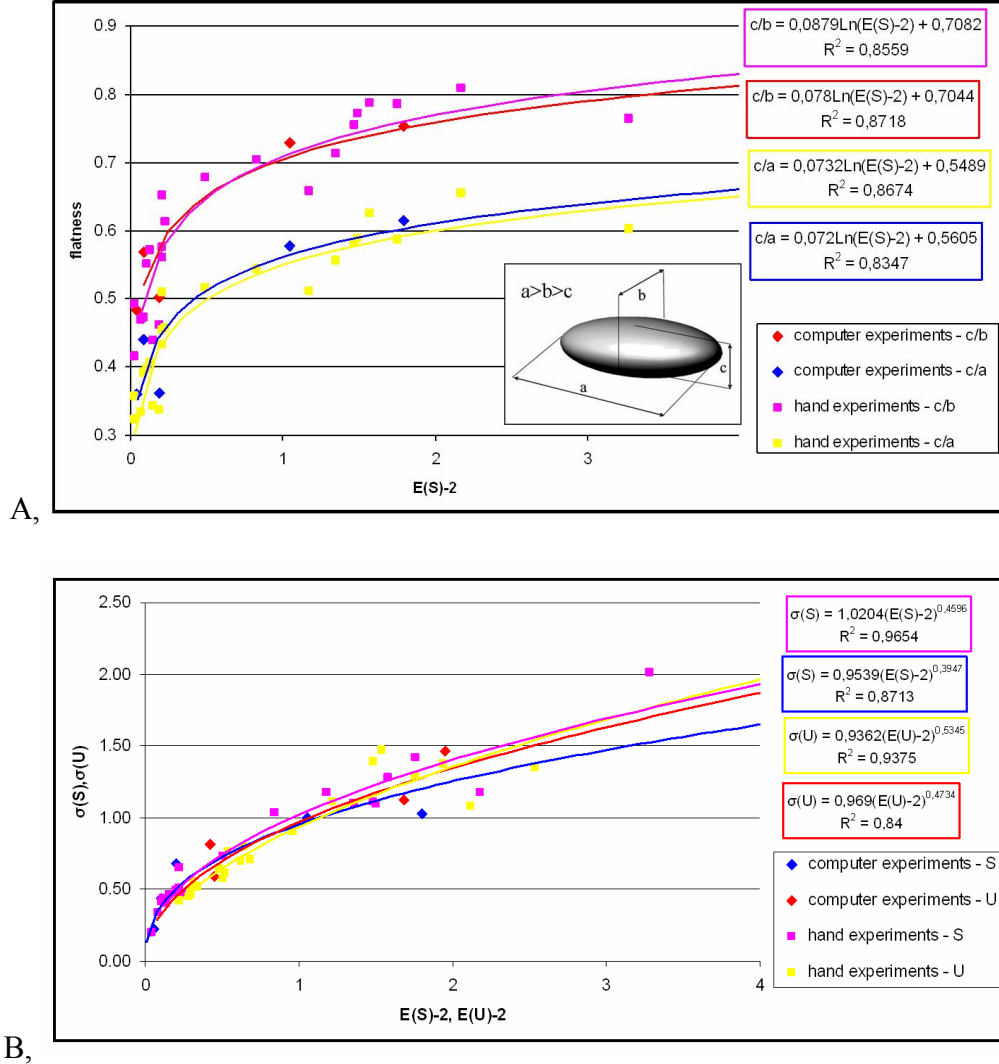 0.9
0.8
0.7
0.6
0.5
0.4
0.3
flatness
0
1
2
3
E(S)-2
c/b = 0,0879Ln(E(S)-2) + 0,7082
R² = 0,8559
c/b = 0,078Ln(E(S)-2) + 0,7044
R² = 0,8718
c/a = 0,0732Ln(E(S)-2) + 0,5489
R² = 0,8674
c/a = 0,072Ln(E(S)-2) + 0,5605
R² = 0,8347
a>b>c
b
c
a
computer experiments - c/b
computer experiments - c/a
hand experiments - c/b
hand experiments - c/a
A,
2.50
2.00
1.50
1.00
0.50
0.00
σ(S),σ(U)
0
1
2
3
4
E(S)-2, E(U)-2
σ(S) = 1,0204(E(S)-2)^0,4596
R² = 0,9654
σ(S) = 0,9539(E(S)-2)^0,3947
R² = 0,8713
σ(U) = 0,9362(E(U)-2)^0,5345
R² = 0,9375
σ(U) = 0,969(E(U)-2)^0,4734
R² = 0,84
computer experiments - S
computer experiments - U
hand experiments - S
hand experiments - U
B,